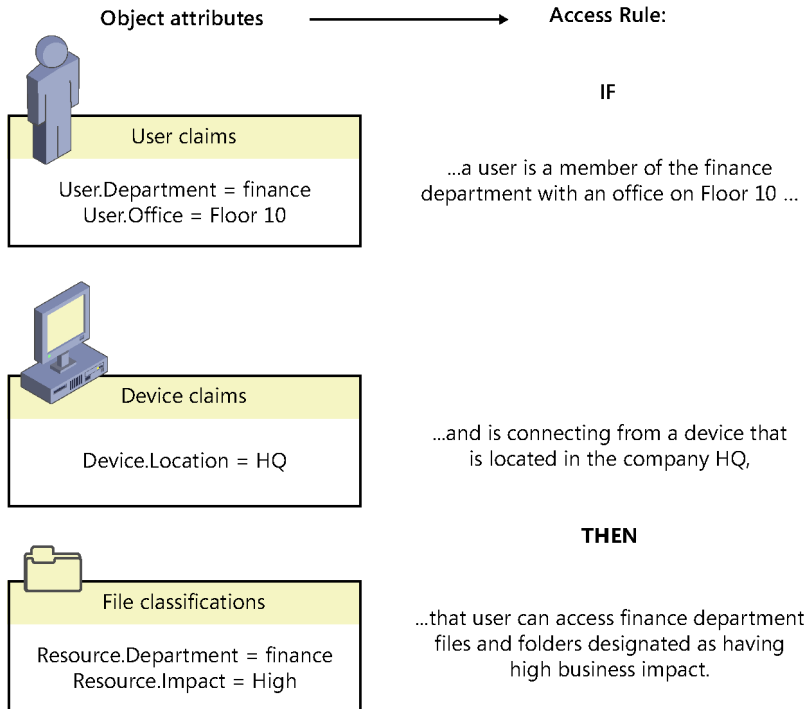 Object attributes
Access Rule:
IF
User claims
User.Department = finance
User.Office = Floor 10
...a user is a member of the finance
department with an office on Floor 10 ...
Device claims
Device.Location = HQ
...and is connecting from a device that
is located in the company HQ,
THEN
File classifications
Resource.Department = finance
Resource.Impact = High
...that user can access finance department
files and folders designated as having
high business impact.